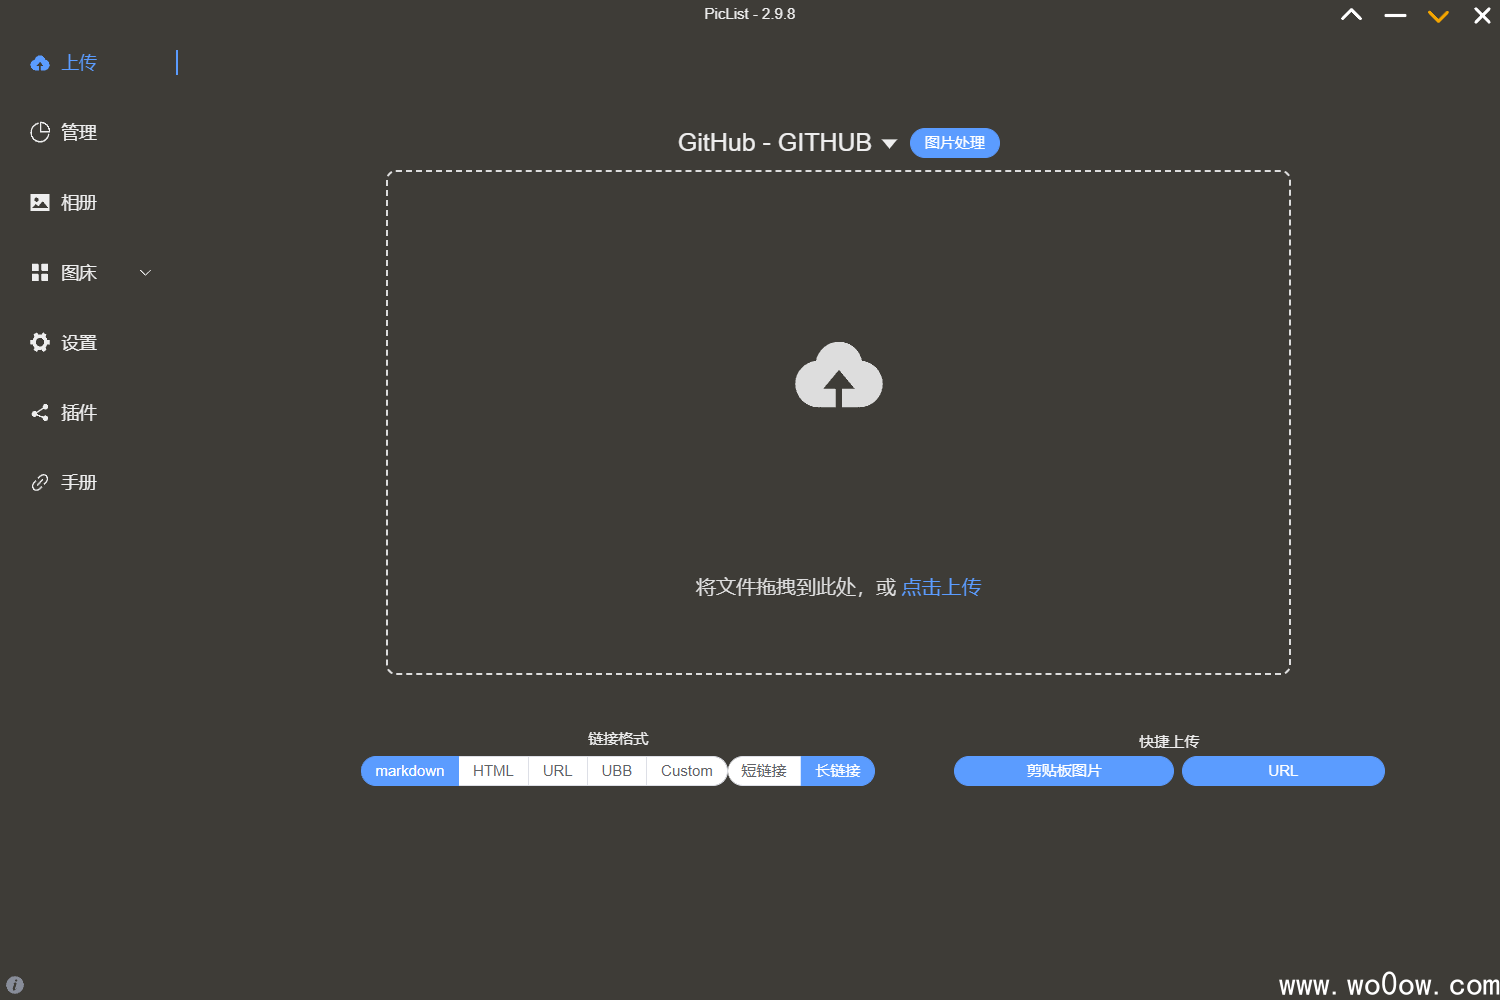 PicList - 2.9.8
上传
管理
相册
图床
设置
插件
手册
GitHub - GITHUB 图片处理
将文件拖拽到此处，或 点击上传
链接格式
markdown HTML URL UBB Custom 短链接 长链接
快捷上传
剪贴板图片 URL
www.wo0ow.com